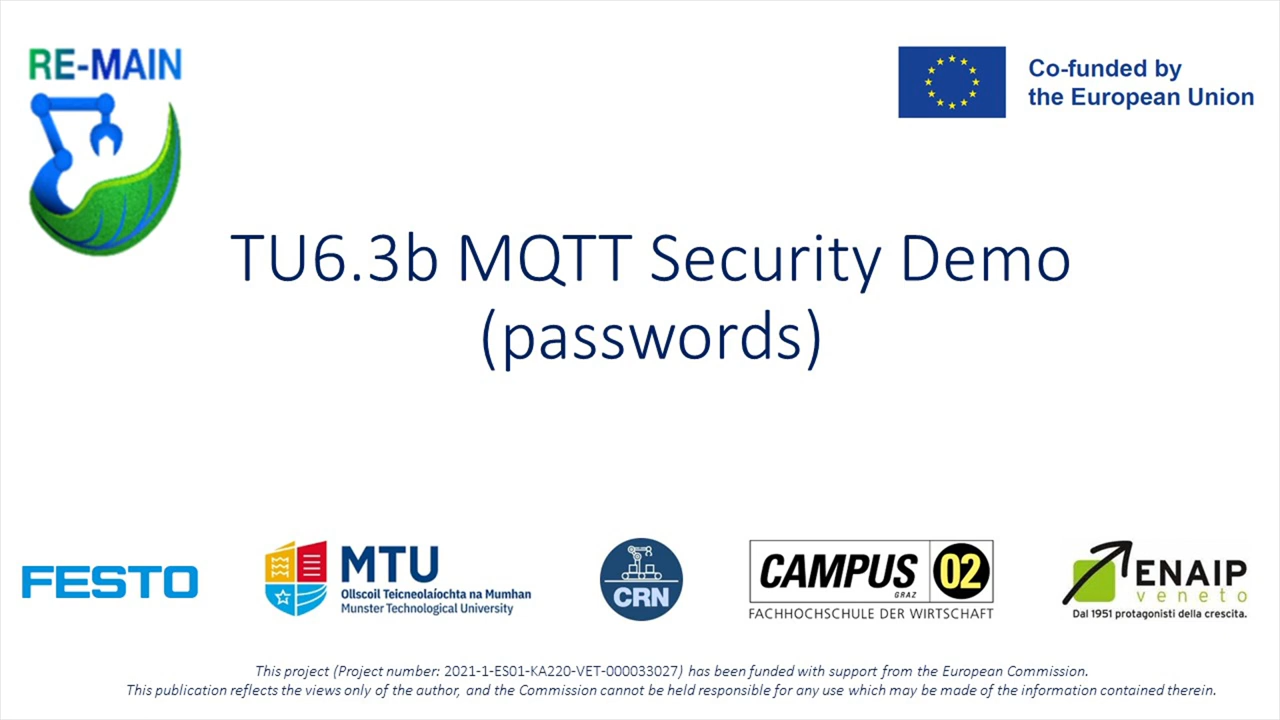 RE-MAIN
Co-funded by
the European Union
TU6.3b MQTT Security Demo
(passwords)
FESTO
MTU
Ollscoil Teicneolaíochta na Mumhan
Munster Technological University
CRN
CAMPUS 02
GRAZ
FACHHOCHSCHULE DER WIRTSCHAFT
ENAIP
veneto
Dal 1951 protagonisti della crescita.
This project (Project number: 2021-1-ES01-KA220-VET-000033027) has been funded with support from the European Commission.
This publication reflects the views only of the author, and the Commission cannot be held responsible for any use which may be made of the information contained therein.